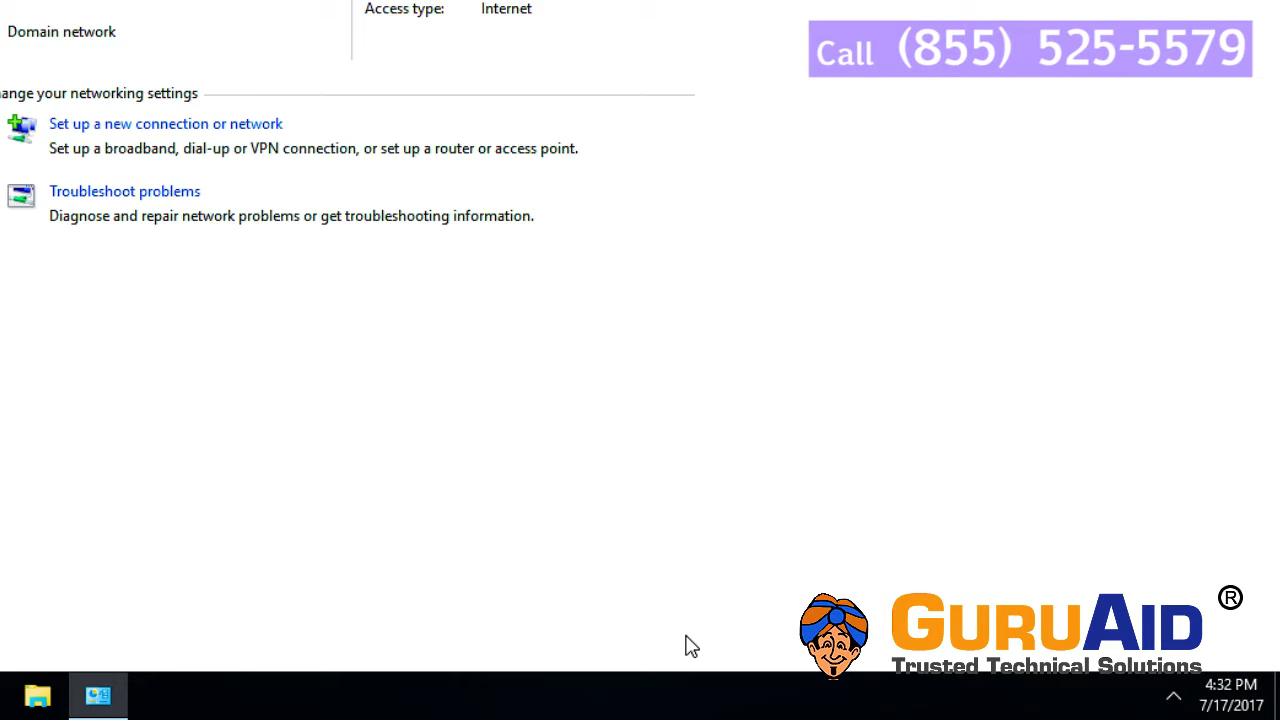 Access type: Internet
Domain network
Call (855) 525-5579
ange your networking settings
Set up a new connection or network
Set up a broadband, dial-up or VPN connection, or set up a router or access point.
Troubleshoot problems
Diagnose and repair network problems or get troubleshooting information.
GURUAID ®
Trusted Technical Solutions
4:32 PM
7/17/2017